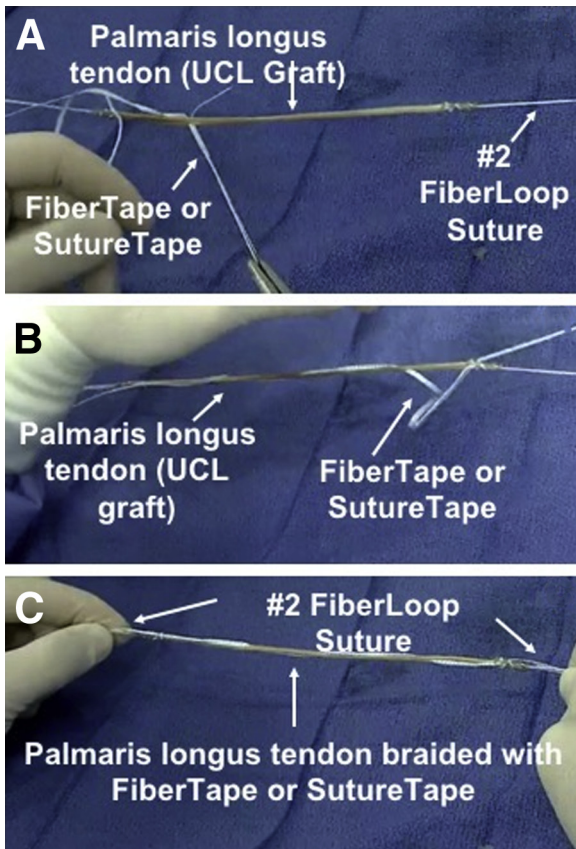 A
Palmaris longus
tendon (UCL Graft)
#2
FiberLoop
Suture
FiberTape or
SutureTape
B
Palmaris longus
tendon (UCL
graft)
FiberTape or
SutureTape
C
#2 FiberLoop
Suture
Palmaris longus tendon braided with
FiberTape or SutureTape